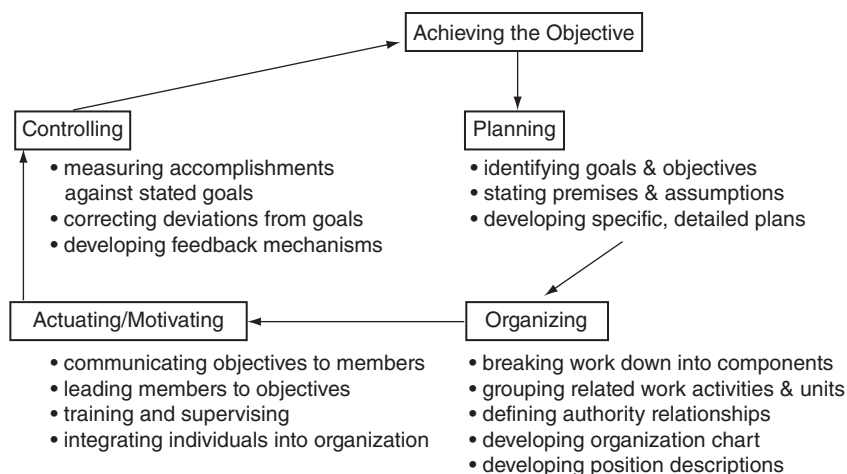 Achieving the Objective
Planning
• identifying goals & objectives
• stating premises & assumptions
• developing specific, detailed plans
Organizing
• breaking work down into components
• grouping related work activities & units
• defining authority relationships
• developing organization chart
• developing position descriptions
Actuating/Motivating
• communicating objectives to members
• leading members to objectives
• training and supervising
• integrating individuals into organization
Controlling
• measuring accomplishments
against stated goals
• correcting deviations from goals
• developing feedback mechanisms